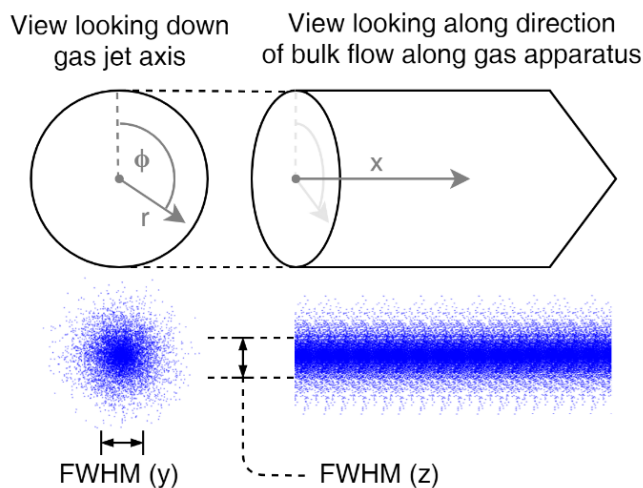 View looking down
gas jet axis
View looking along direction
of bulk flow along gas apparatus
ϕ
r
x
FWHM (y)
FWHM (z)